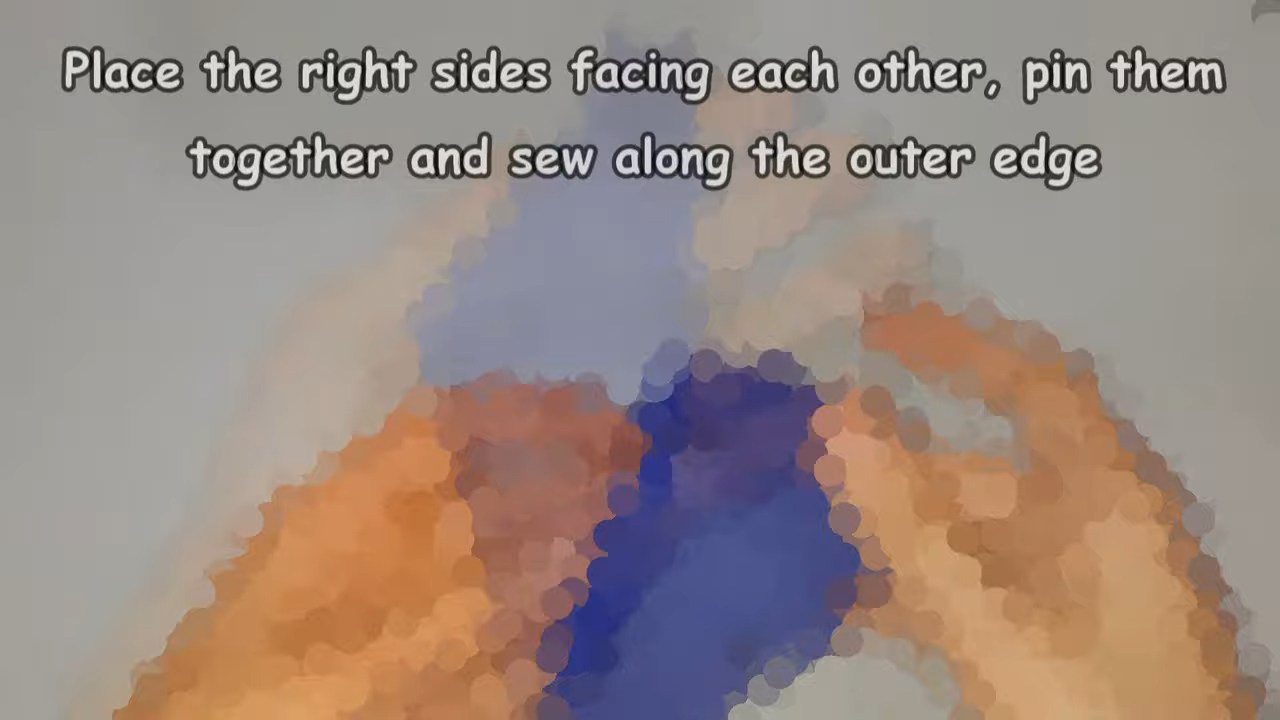 Place the right sides facing each other, pin them
together and sew along the outer edge